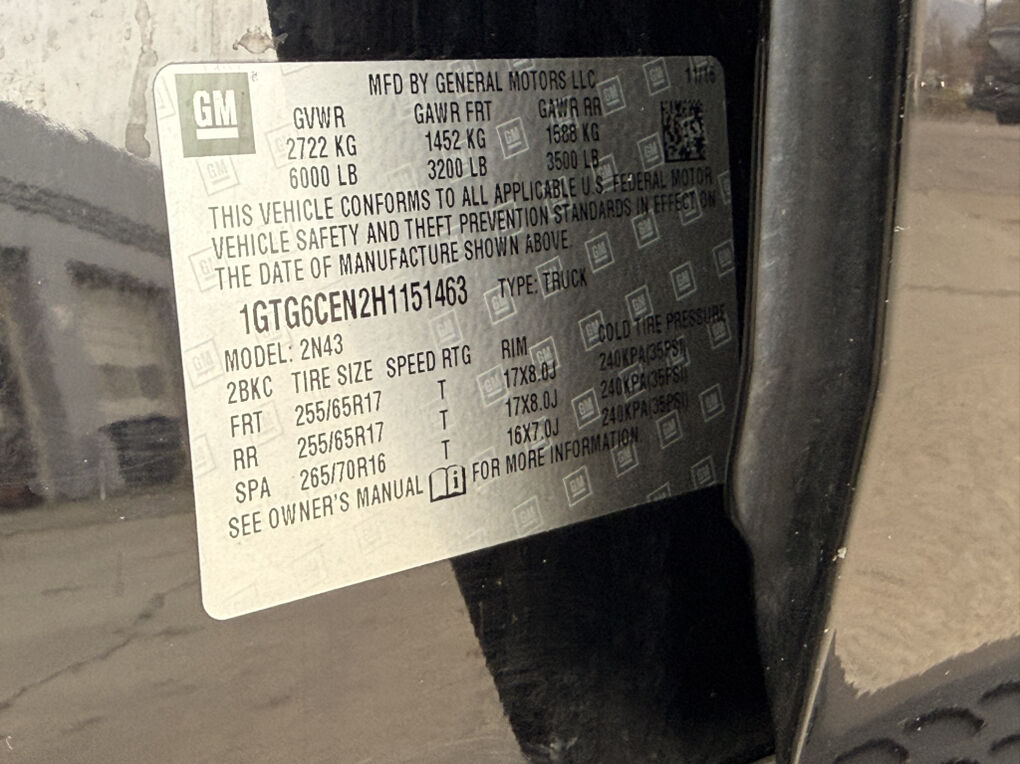 GM
MFD BY GENERAL MOTORS LLC 11/16
GVWR GAWR FRT GAWR RR
2722 KG 1452 KG 1588 KG
6000 LB 3200 LB 3500 LB
THIS VEHICLE CONFORMS TO ALL APPLICABLE U.S. FEDERAL MOTOR
VEHICLE SAFETY AND THEFT PREVENTION STANDARDS IN EFFECT ON
THE DATE OF MANUFACTURE SHOWN ABOVE.
1GTG6CEN2H1151463 TYPE: TRUCK
MODEL: 2N43
2BKC TIRE SIZE SPEED RTG RIM COLD TIRE PRESSURE
FRT 255/65R17 T 17X8.0J 240KPA(35PSI)
RR 255/65R17 T 17X8.0J 240KPA(35PSI)
SPA 265/70R16 T 16X7.0J 240KPA(35PSI)
SEE OWNER'S MANUAL FOR MORE INFORMATION.